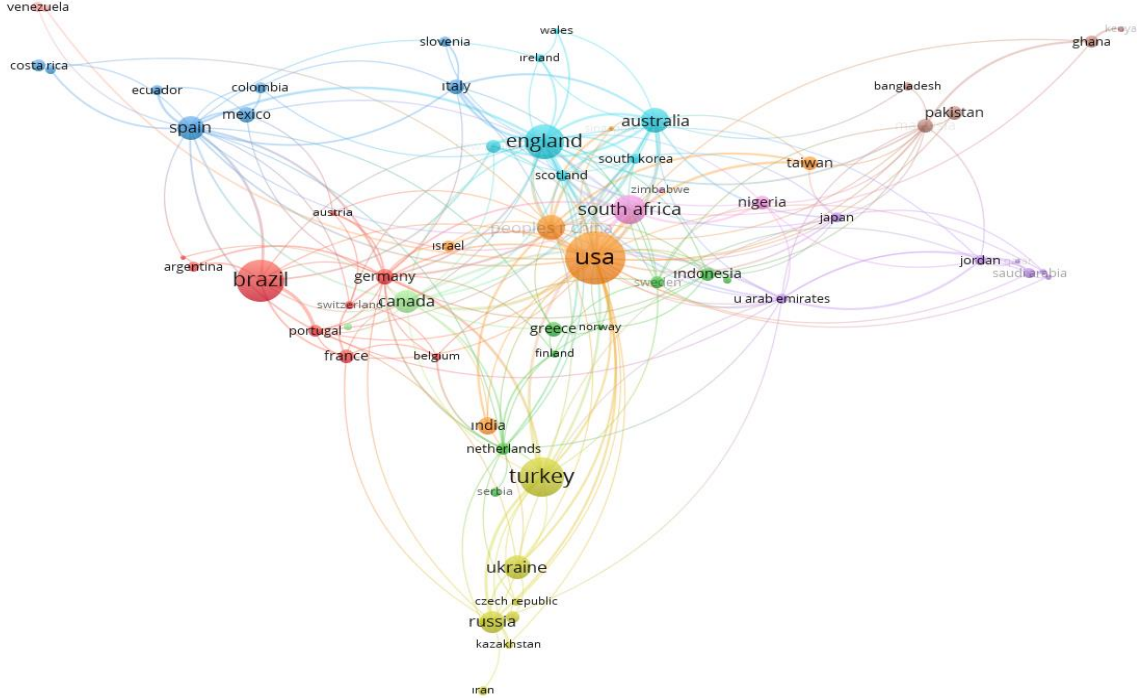 venezuela
wales
kenya
slovenia
ghana
ireland
costa rica
ecuador
colombia
italy
bangladesh
mexico
pakistan
spain
australia
england
south korea
taiwan
scotland
zimbabwe
nigeria
south africa
austria
japan
peoples r china
israel
usa
argentina
jordan
brazil
germany
indonesia
saudi arabia
sweden
switzerland
canada
u arab emirates
portugal
greece
norway
france
belgium
finland
india
netherlands
turkey
serbia
ukraine
czech republic
russia
kazakhstan
iran